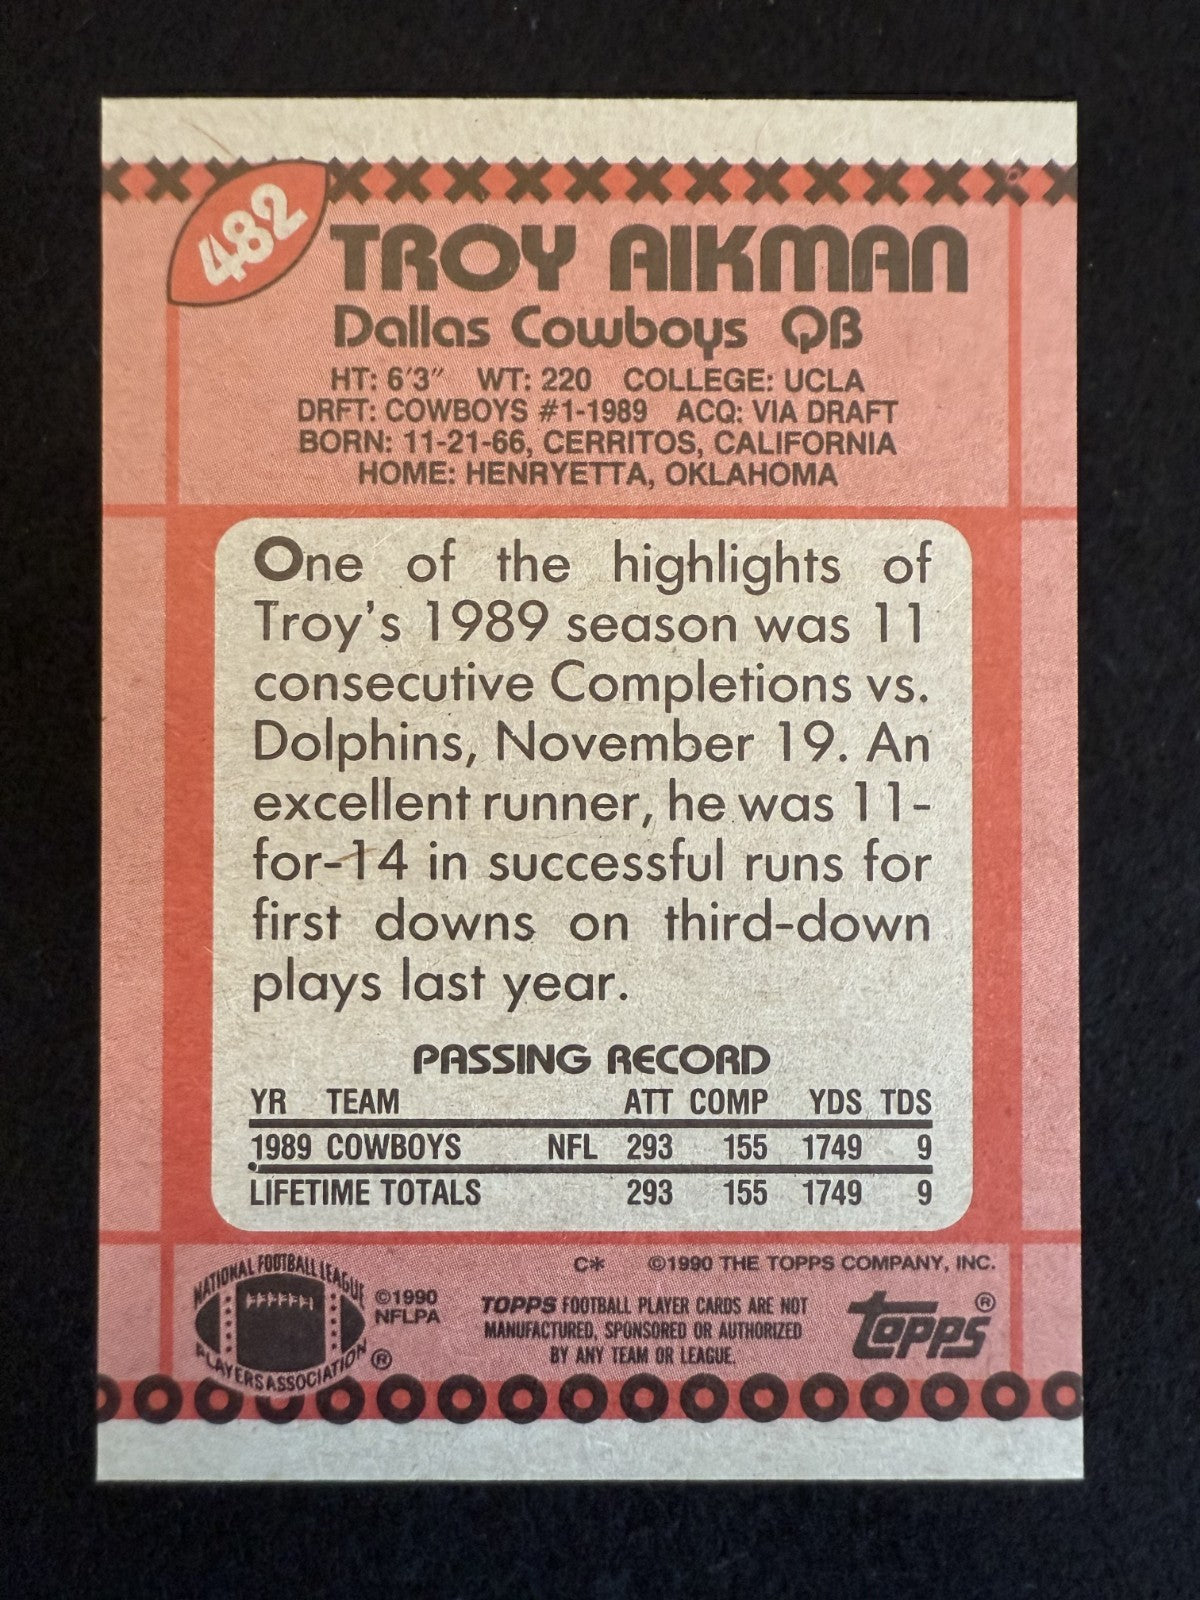 482
TROY AIKMAN
Dallas Cowboys QB
HT: 6'3" WT: 220 COLLEGE: UCLA
DRFT: COWBOYS #1-1989 ACQ: VIA DRAFT
BORN: 11-21-66, CERRITOS, CALIFORNIA
HOME: HENRYETTA, OKLAHOMA
One of the highlights of
Troy's 1989 season was 11
consecutive Completions vs.
Dolphins, November 19. An
excellent runner, he was 11-
for-14 in successful runs for
first downs on third-down
plays last year.
PASSING RECORD
YR TEAM ATT COMP YDS TDS
1989 COWBOYS NFL 293 155 1749 9
LIFETIME TOTALS 293 155 1749 9
C* ©1990 THE TOPPS COMPANY, INC.
NATIONAL FOOTBALL LEAGUE
PLAYERS ASSOCIATION ®
©1990
NFLPA
TOPPS FOOTBALL PLAYER CARDS ARE NOT
MANUFACTURED, SPONSORED OR AUTHORIZED
BY ANY TEAM OR LEAGUE.
Topps ®